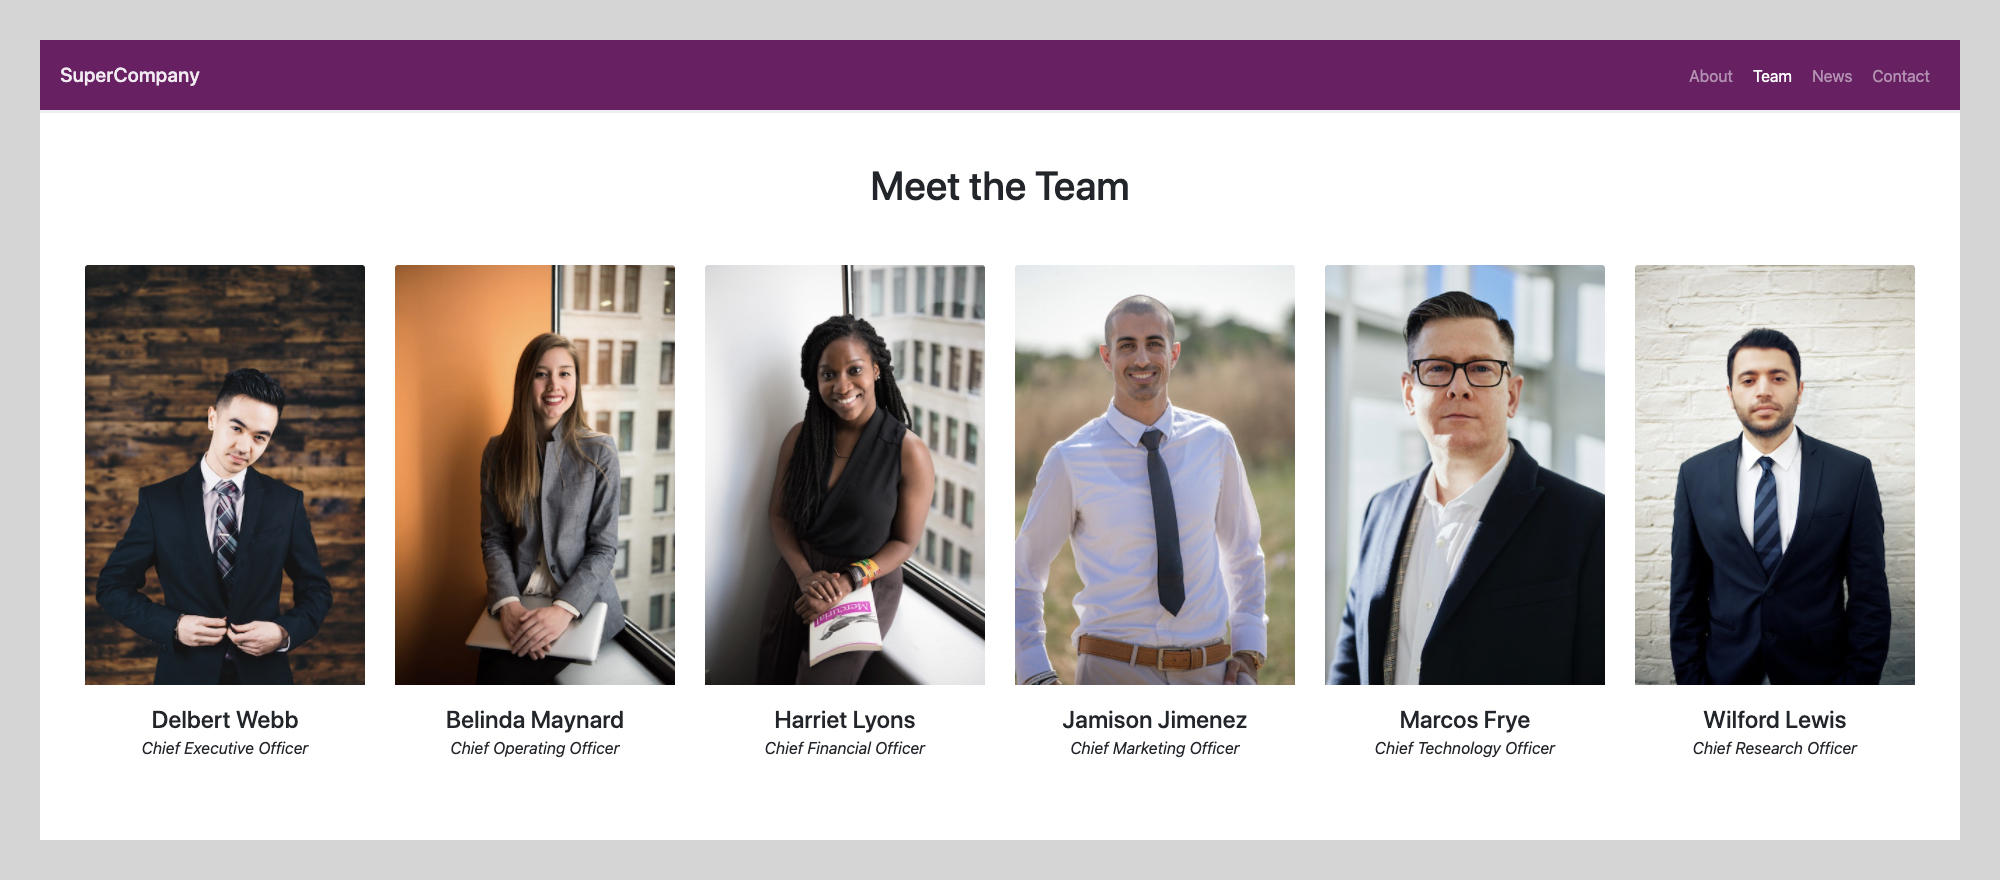 SuperCompany
About Team News Contact
Meet the Team
Mercurial
Delbert Webb
Chief Executive Officer
Belinda Maynard
Chief Operating Officer
Harriet Lyons
Chief Financial Officer
Jamison Jimenez
Chief Marketing Officer
Marcos Frye
Chief Technology Officer
Wilford Lewis
Chief Research Officer